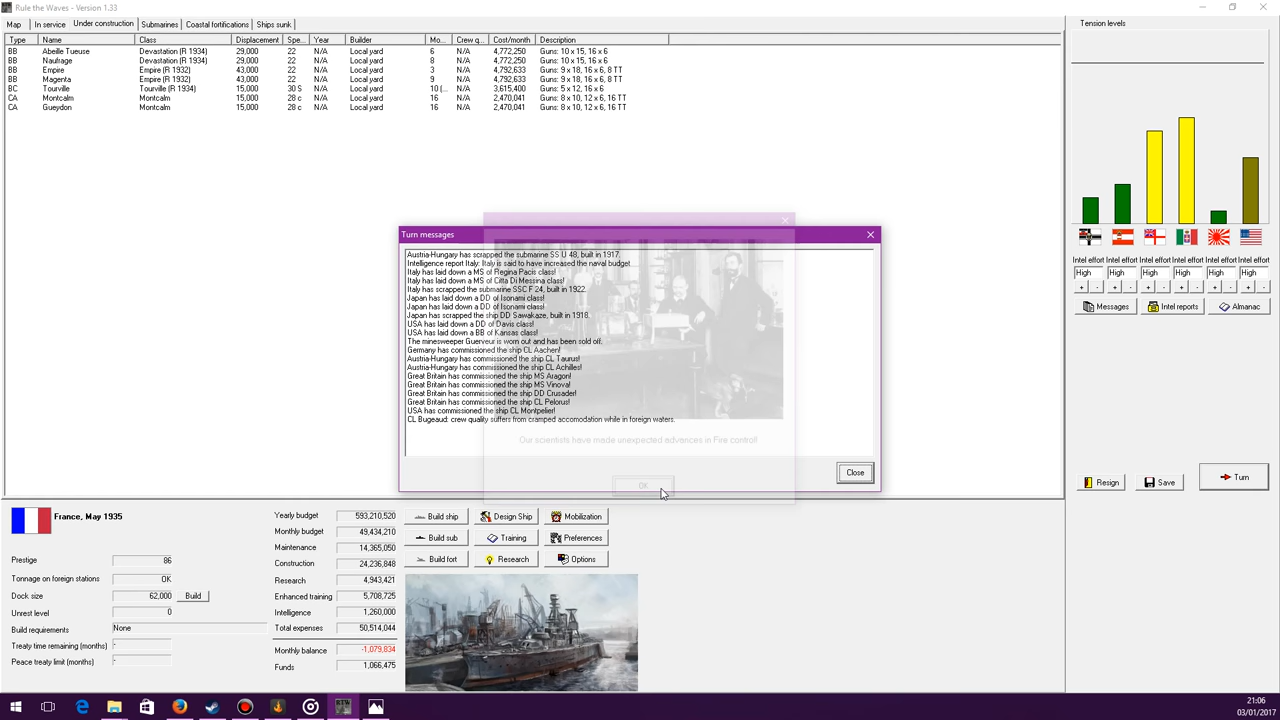 Rule the Waves - Version 1.33
Map In service Under construction Submarines Coastal fortifications Ships sunk
Type Name Class Displacement Spe... Year Builder Mo... Crew q... Cost/month Description
BB Abeille Tueuse Devastation (R 1934) 29,000 22 N/A Local yard 6 N/A 4,772,250 Guns: 10 x 15, 16 x 6
BB Naufrage Devastation (R 1934) 29,000 22 N/A Local yard 8 N/A 4,772,250 Guns: 10 x 15, 16 x 6
BB Empire Empire (R 1932) 43,000 22 N/A Local yard 3 N/A 4,792,633 Guns: 9 x 18, 16 x 6, 8 TT
BB Magenta Empire (R 1932) 43,000 22 N/A Local yard 9 N/A 4,792,633 Guns: 9 x 18, 16 x 6, 8 TT
BC Tourville Tourville (R 1934) 15,000 30 S N/A Local yard 10 (... N/A 3,615,400 Guns: 5 x 12, 16 x 6
CA Montcalm Montcalm 15,000 28 c N/A Local yard 16 N/A 2,470,041 Guns: 8 x 10, 12 x 6, 16 TT
CA Gueydon Montcalm 15,000 28 c N/A Local yard 16 N/A 2,470,041 Guns: 8 x 10, 12 x 6, 16 TT
Tension levels
Intel effort Intel effort Intel effort Intel effort Intel effort Intel effort
High High High High High High
+ - + - + - + - + - + -
Messages Intel reports Almanac
Resign Save Turn
Turn messages
Austria-Hungary has scrapped the submarine SS U 48, built in 1917.
Intelligence report Italy: Italy is said to have increased the naval budget
Italy has laid down a MS of Regina Pacis class!
Italy has laid down a MS of Citta Di Messina class!
Italy has scrapped the submarine SSC F 24, built in 1922.
Japan has laid down a DD of Isonami class!
Japan has laid down a DD of Isonami class!
Japan has scrapped the ship DD Sawakaze, built in 1918.
USA has laid down a DD of Davis class!
USA has laid down a BB of Kansas class!
The minesweeper Guerveur is worn out and has been sold off.
Germany has commissioned the ship CL Aachen!
Austria-Hungary has commissioned the ship CL Taurus!
Austria-Hungary has commissioned the ship CL Achilles!
Great Britain has commissioned the ship MS Aragon!
Great Britain has commissioned the ship MS Vinova!
Great Britain has commissioned the ship DD Crusader!
Great Britain has commissioned the ship CL Pelorus!
USA has commissioned the ship CL Montpelier!
CL Bugeaud: crew quality suffers from cramped accomodation while in foreign waters.
Our scientists have made unexpected advances in Fire control!
Close
OK
France, May 1935
Prestige 86
Tonnage on foreign stations OK
Dock size 62,000 Build
Unrest level 0
Build requirements None
Treaty time remaining (months) -
Peace treaty limit (months) -
Yearly budget 593,210,520
Monthly budget 49,434,210
Maintenance 14,365,050
Construction 24,236,848
Research 4,943,421
Enhanced training 5,708,725
Intelligence 1,260,000
Total expenses 50,514,044
Monthly balance -1,079,834
Funds 1,066,475
Build ship Design Ship Mobilization
Build sub Training Preferences
Build fort Research Options
RTW
21:06
03/01/2017